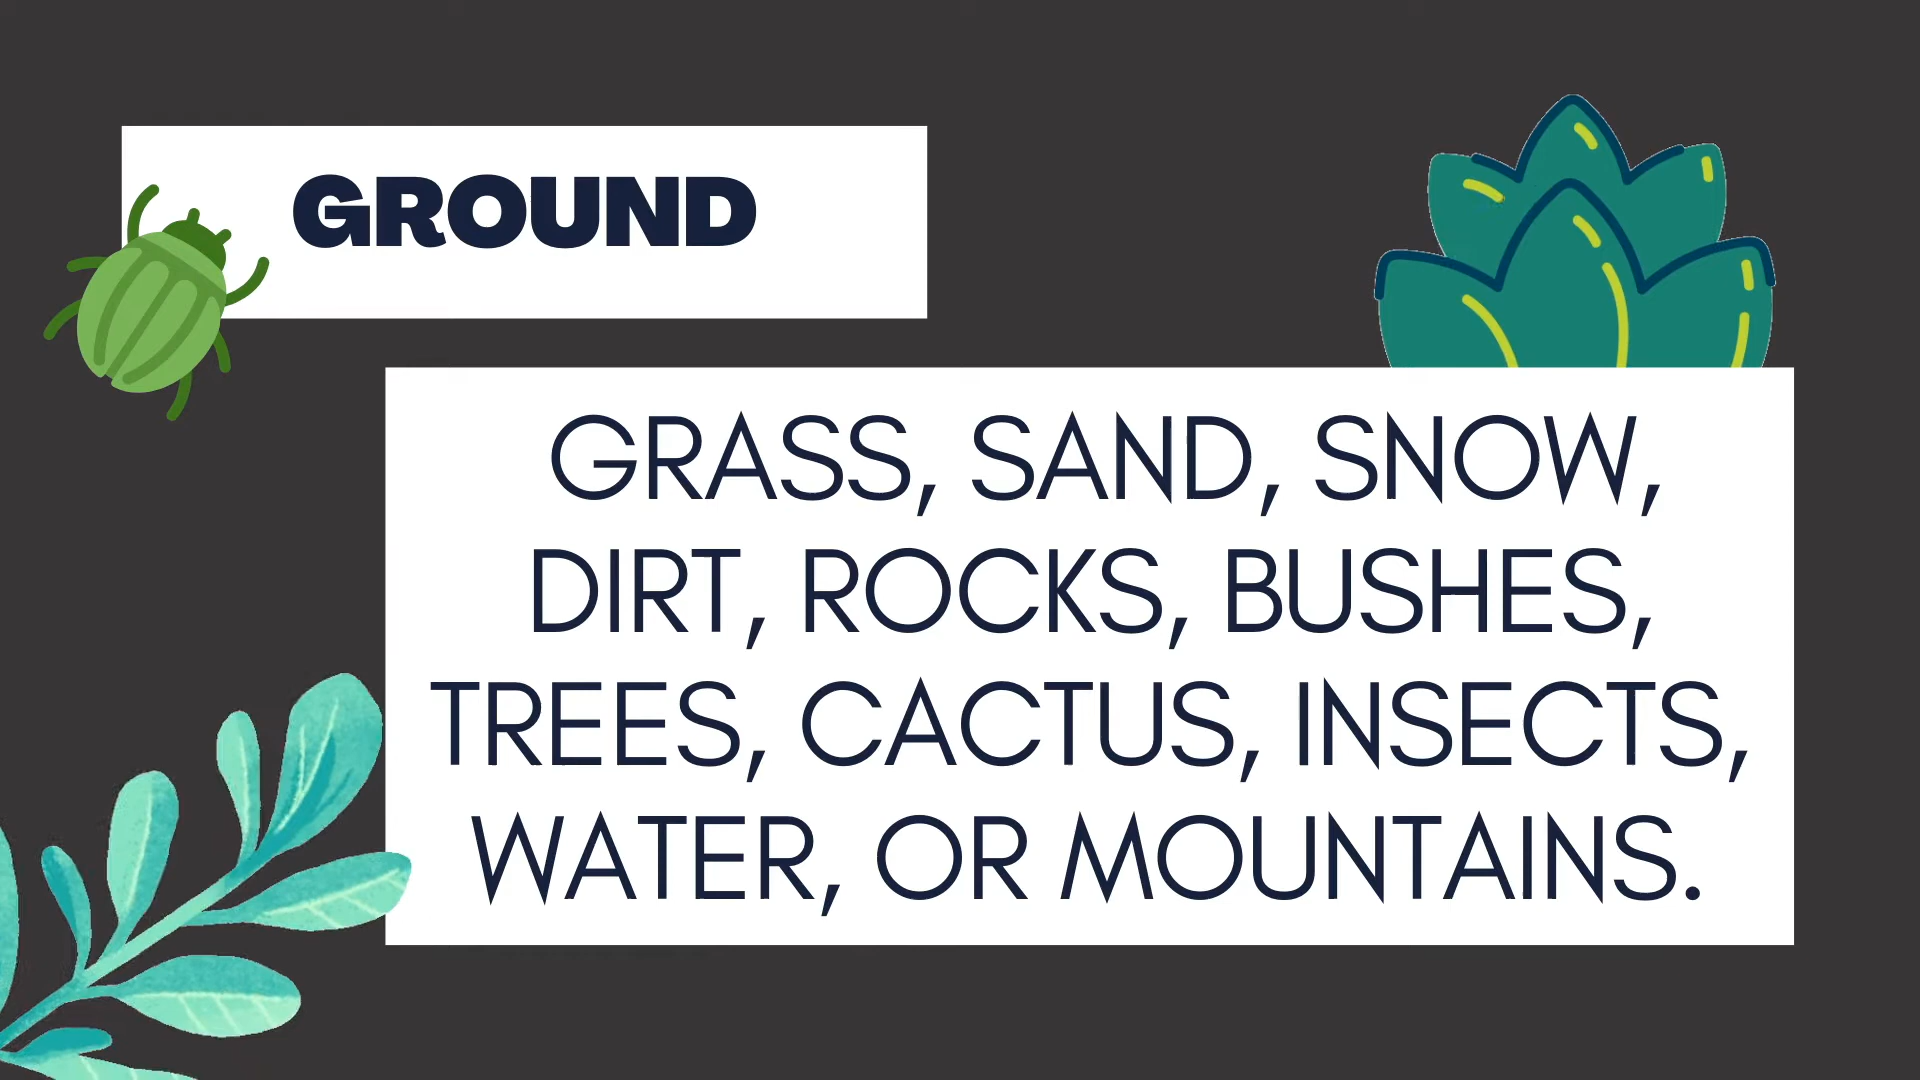 GROUND
GRASS, SAND, SNOW,
DIRT, ROCKS, BUSHES,
TREES, CACTUS, INSECTS,
WATER, OR MOUNTAINS.